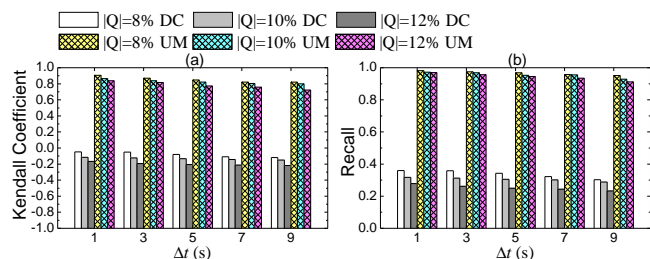 |Q|=8% DC |Q|=10% DC |Q|=12% DC
|Q|=8% UM |Q|=10% UM |Q|=12% UM
(a)
Kendall Coefficient
1.0
0.8
0.6
0.4
0.2
0.0
-0.2
-0.4
-0.6
-0.8
-1.0
1 3 5 7 9
Δt (s)
(b)
Recall
1.0
0.8
0.6
0.4
0.2
0.0
1 3 5 7 9
Δt (s)